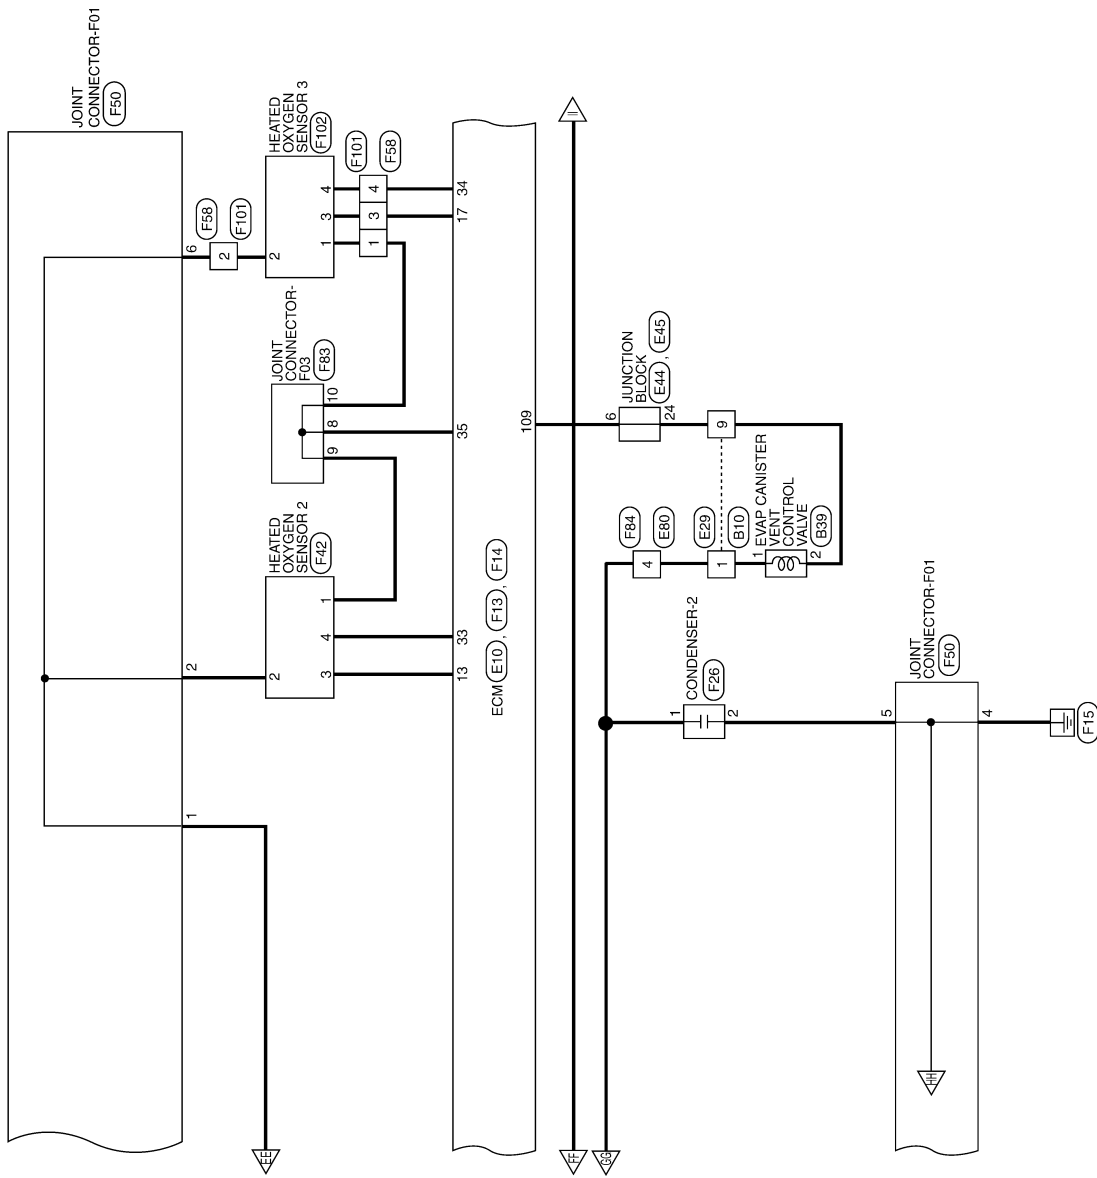 JOINT
CONNECTOR-F01
F50
6
F58
F101
2
2
HEATED
OXYGEN
SENSOR 3
F102
1
3
4
F101
F58
1
3
4
17
34
JOINT
CONNECTOR-
F03
F83
9
8
10
35
2
2
HEATED
OXYGEN
SENSOR 2
F42
3
4
1
13
33
1
EE
ECM E10 , F13 , F14
109
II
FF
GG
JUNCTION
BLOCK
E44 , E45
6
24
9
F84
E80
4
E29
B10
1
EVAP CANISTER
VENT
CONTROL
VALVE
B39
1
2
CONDENSER-2
F26
1
2
JOINT
CONNECTOR-F01
F50
5
4
HH
F15